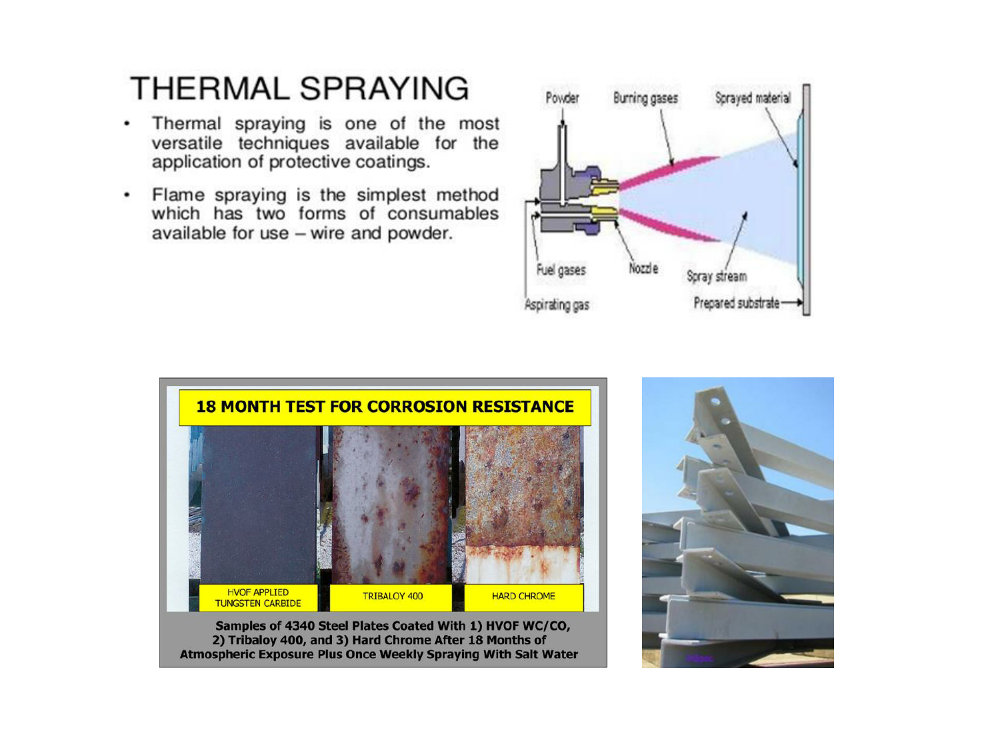 THERMAL SPRAYING
• Thermal spraying is one of the most
versatile techniques available for the
application of protective coatings.
• Flame spraying is the simplest method
which has two forms of consumables
available for use – wire and powder.
Powder
Burning gases
Sprayed material
Fuel gases
Nozzle
Spray stream
Aspirating gas
Prepared substrate
18 MONTH TEST FOR CORROSION RESISTANCE
HVOF APPLIED
TUNGSTEN CARBIDE
TRIBALOY 400
HARD CHROME
Samples of 4340 Steel Plates Coated With 1) HVOF WC/CO,
2) Tribaloy 400, and 3) Hard Chrome After 18 Months of
Atmospheric Exposure Plus Once Weekly Spraying With Salt Water